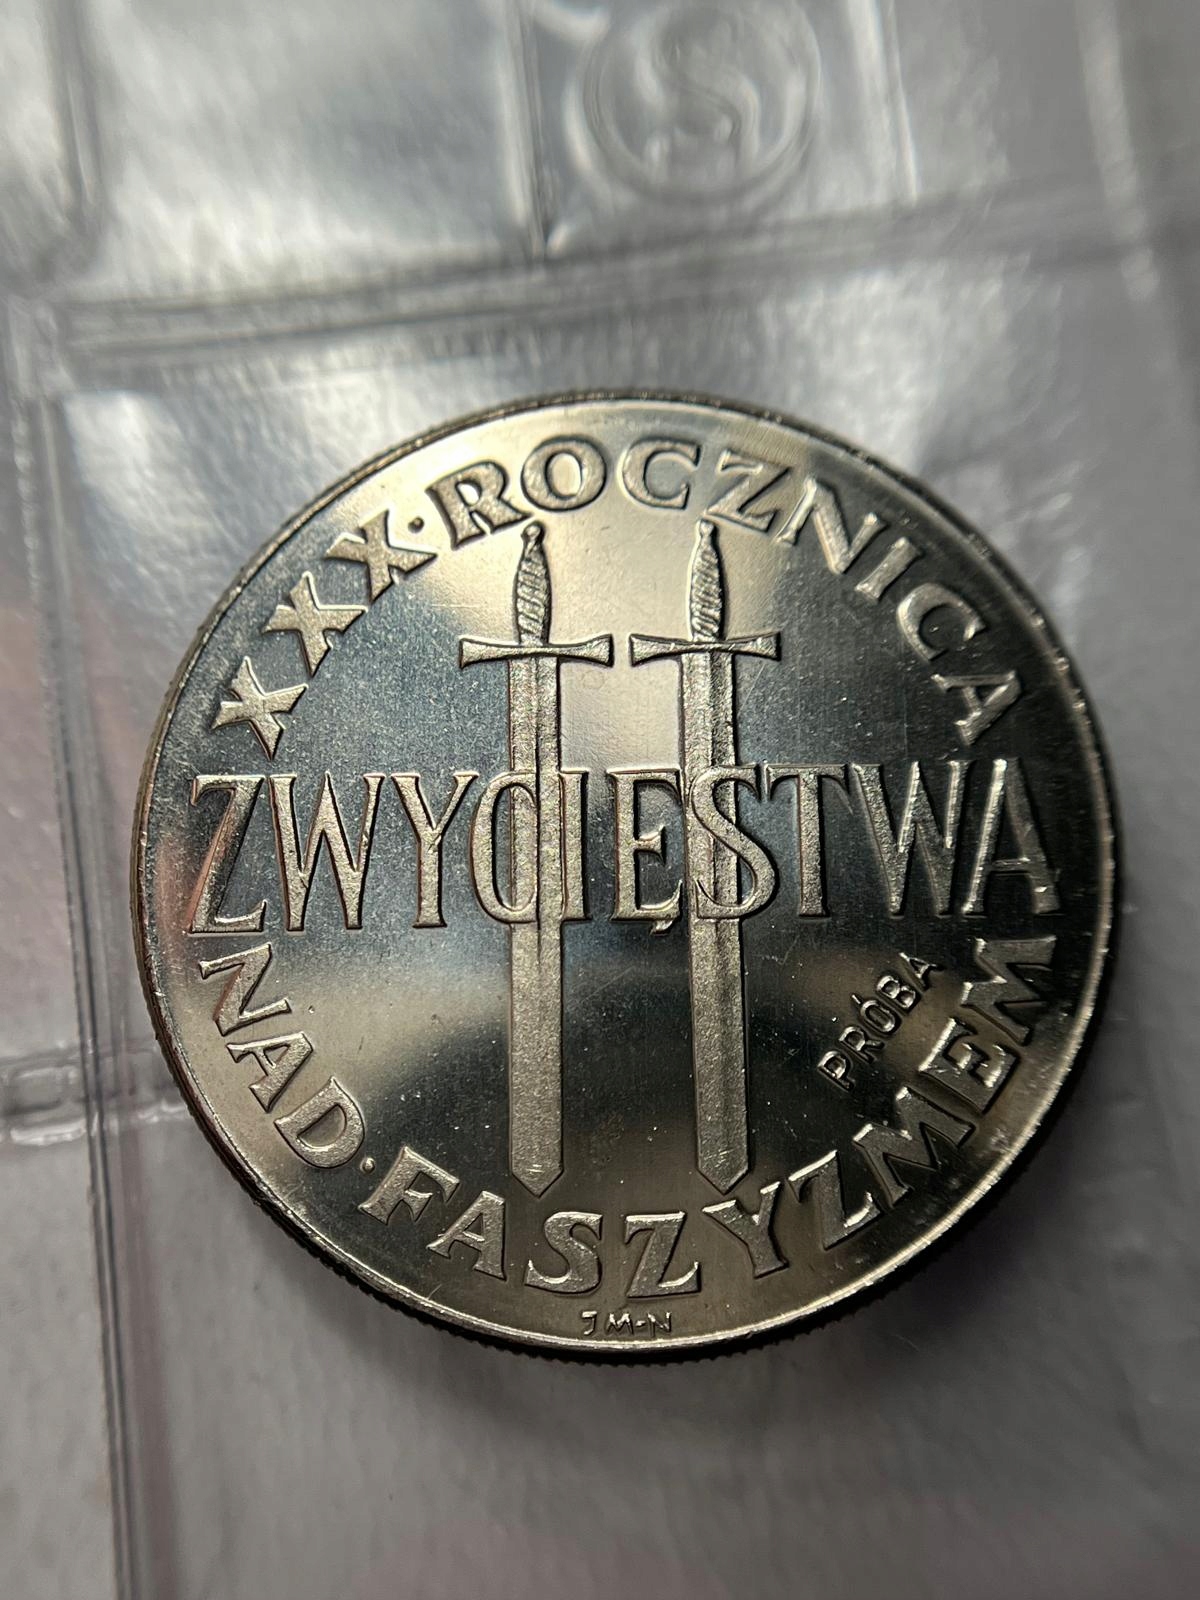 XXX·ROCZNICA
ZWYCIĘSTWA
NAD·FASZYZMEM
PRÓBA
JM-N
S